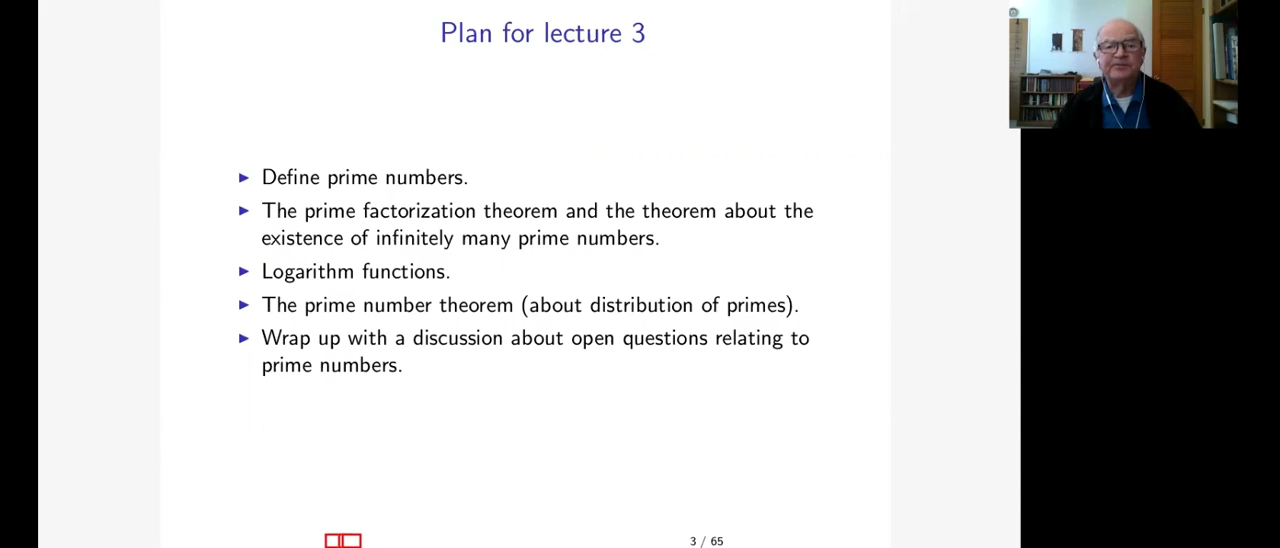 Plan for lecture 3
▶ Define prime numbers.
▶ The prime factorization theorem and the theorem about the
existence of infinitely many prime numbers.
▶ Logarithm functions.
▶ The prime number theorem (about distribution of primes).
▶ Wrap up with a discussion about open questions relating to
prime numbers.
3 / 65